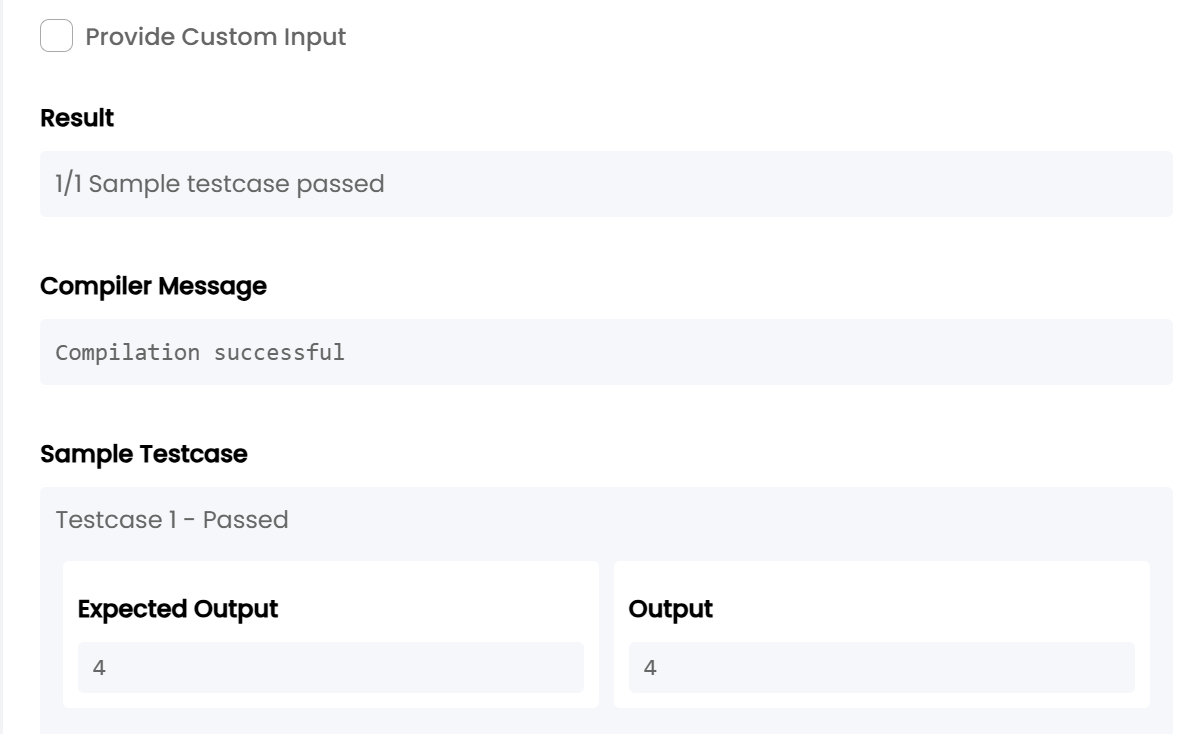 Provide Custom Input
Result
1/1 Sample testcase passed
Compiler Message
Compilation successful
Sample Testcase
Testcase 1 - Passed
Expected Output
4
Output
4